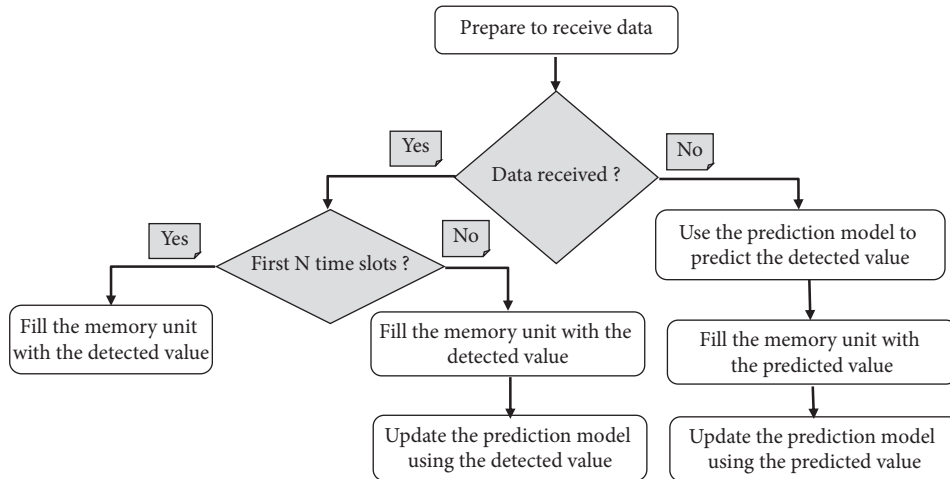 Prepare to receive data
Yes
No
Data received ?
Yes
No
First N time slots ?
Use the prediction model to
predict the detected value
Fill the memory unit
with the detected value
Fill the memory unit with the
detected value
Fill the memory unit with
the predicted value
Update the prediction model
using the detected value
Update the prediction model
using the predicted value